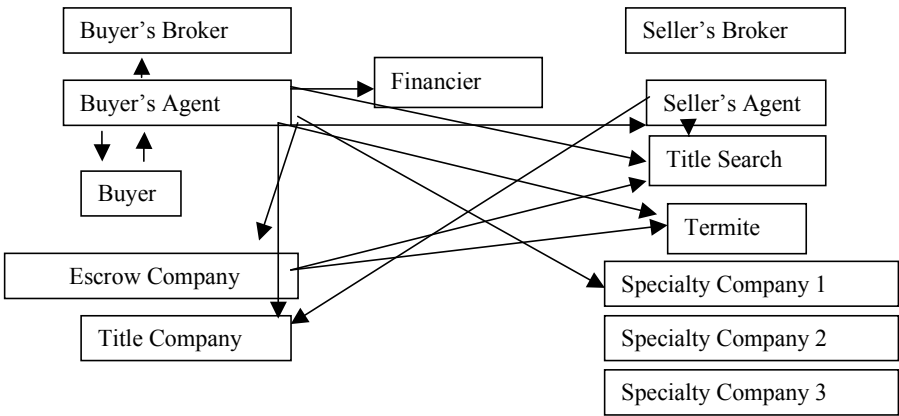 Buyer’s Broker
Seller’s Broker
Financier
Buyer’s Agent
Seller’s Agent
Title Search
Buyer
Termite
Escrow Company
Specialty Company 1
Title Company
Specialty Company 2
Specialty Company 3